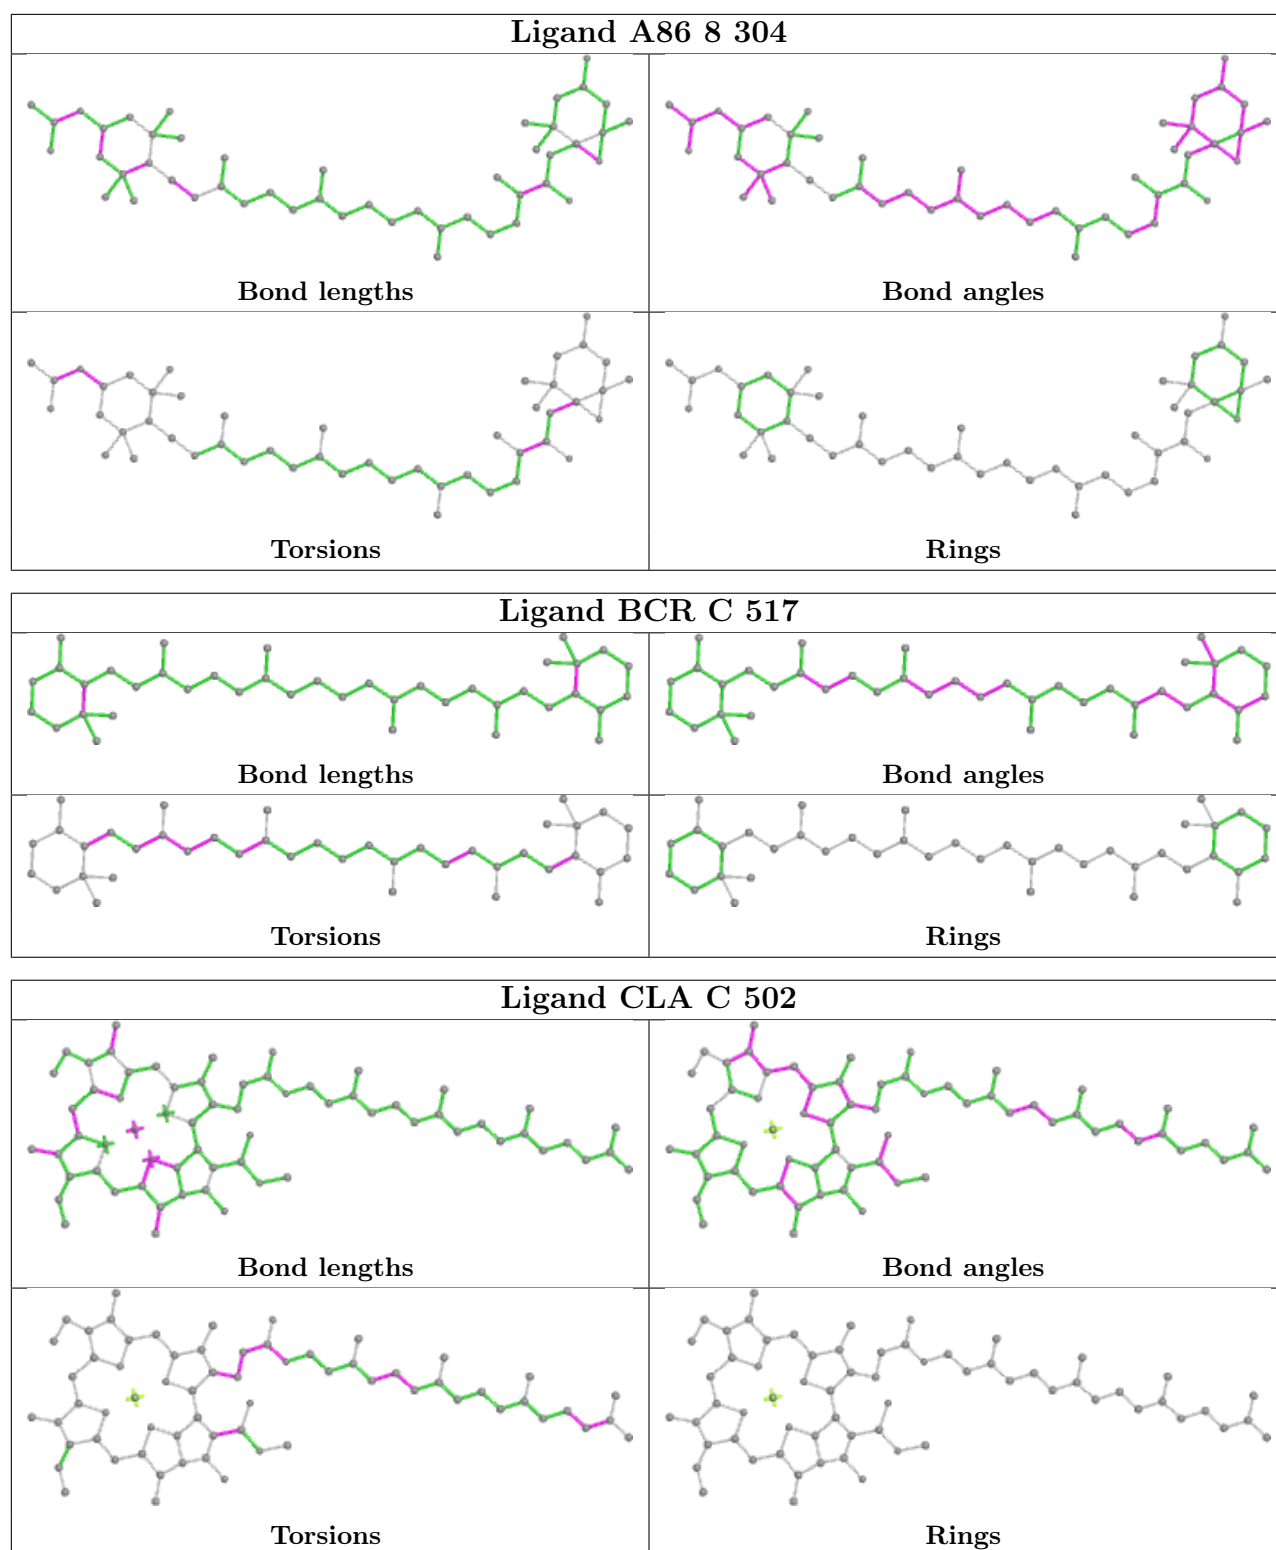 Ligand A86 8 304
Bond lengths
Bond angles
Torsions
Rings
Ligand BCR C 517
Bond lengths
Bond angles
Torsions
Rings
Ligand CLA C 502
Bond lengths
Bond angles
Torsions
Rings